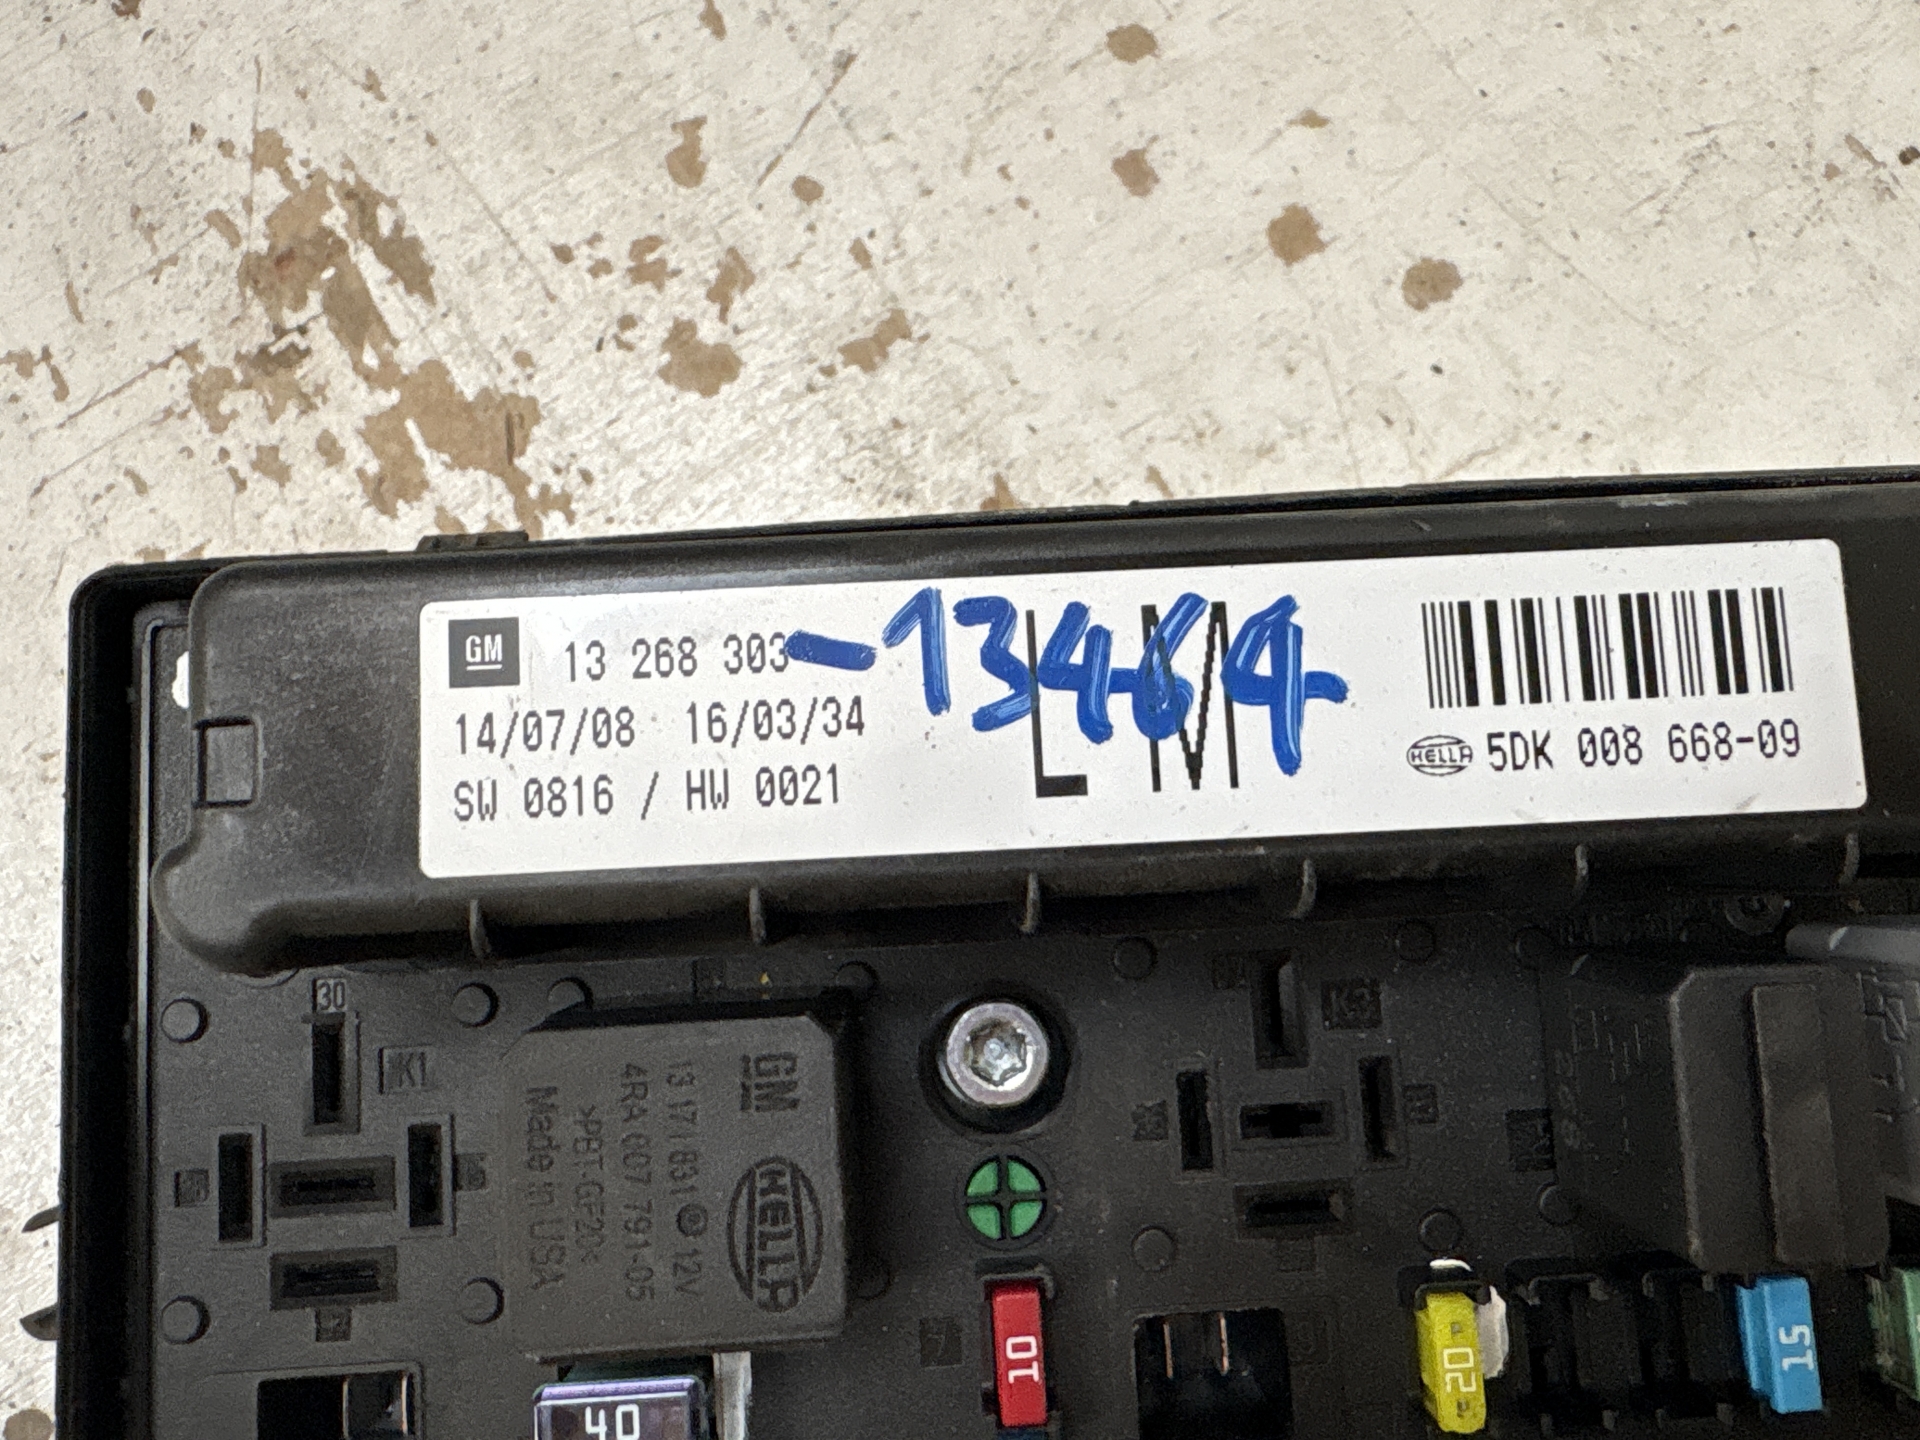 GM 13 268 303 -13464
14/07/08 16/03/34
SW 0816 / HW 0021
L M
HELLA 5DK 008 668-09
30
K1
GM
13 171 831 12V
4RA 007 791-05
>PBT-GF20<
Made in USA
HELLA
10
40
20
15